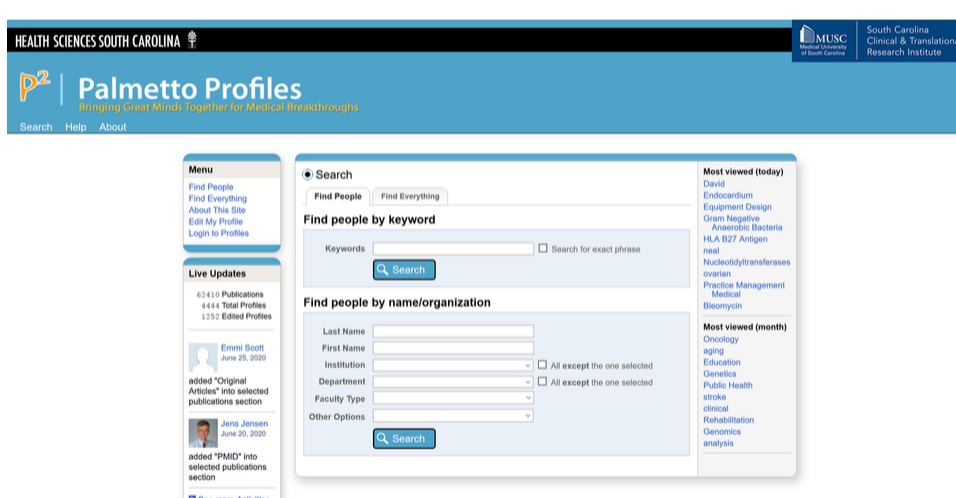 HEALTH SCIENCES SOUTH CAROLINA
MUSC
Medical University
of South Carolina
South Carolina
Clinical & Translation
Research Institute
P2
Palmetto Profiles
Bringing Great Minds Together for Medical Breakthroughs
Search Help About
Menu
Find People
Find Everything
About This Site
Edit My Profile
Login to Profiles
Live Updates
62410 Publications
4444 Total Profiles
1252 Edited Profiles
Emmi Scott
June 25, 2020
added "Original
Articles" into selected
publications section
Jens Jensen
June 20, 2020
added "PMID" into
selected publications
section
Search
Find People Find Everything
Find people by keyword
Keywords Search for exact phrase
Search
Find people by name/organization
Last Name
First Name
Institution All except the one selected
Department All except the one selected
Faculty Type
Other Options
Search
Most viewed (today)
David
Endocardium
Equipment Design
Gram Negative
Anaerobic Bacteria
HLA B27 Antigen
neal
Nucleotidyltransferases
ovarian
Practice Management
Medical
Bleomycin
Most viewed (month)
Oncology
aging
Education
Genetics
Public Health
stroke
clinical
Rehabilitation
Genomics
analysis